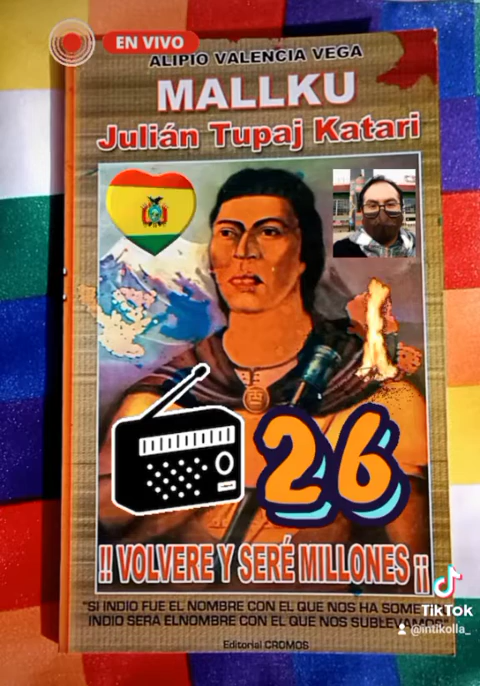 EN VIVO
ALIPIO VALENCIA VEGA
MALLKU
Julián Tupaj Katari
26
!! VOLVERE Y SERÉ MILLONES ¡¡
"SI INDIO FUE EL NOMBRE CON EL QUE NOS HA SOME
INDIO SERA ELNOMBRE CON EL QUE NOS SUBLEVAMOS"
Editorial CROMOS
TikTok
@intikolla_